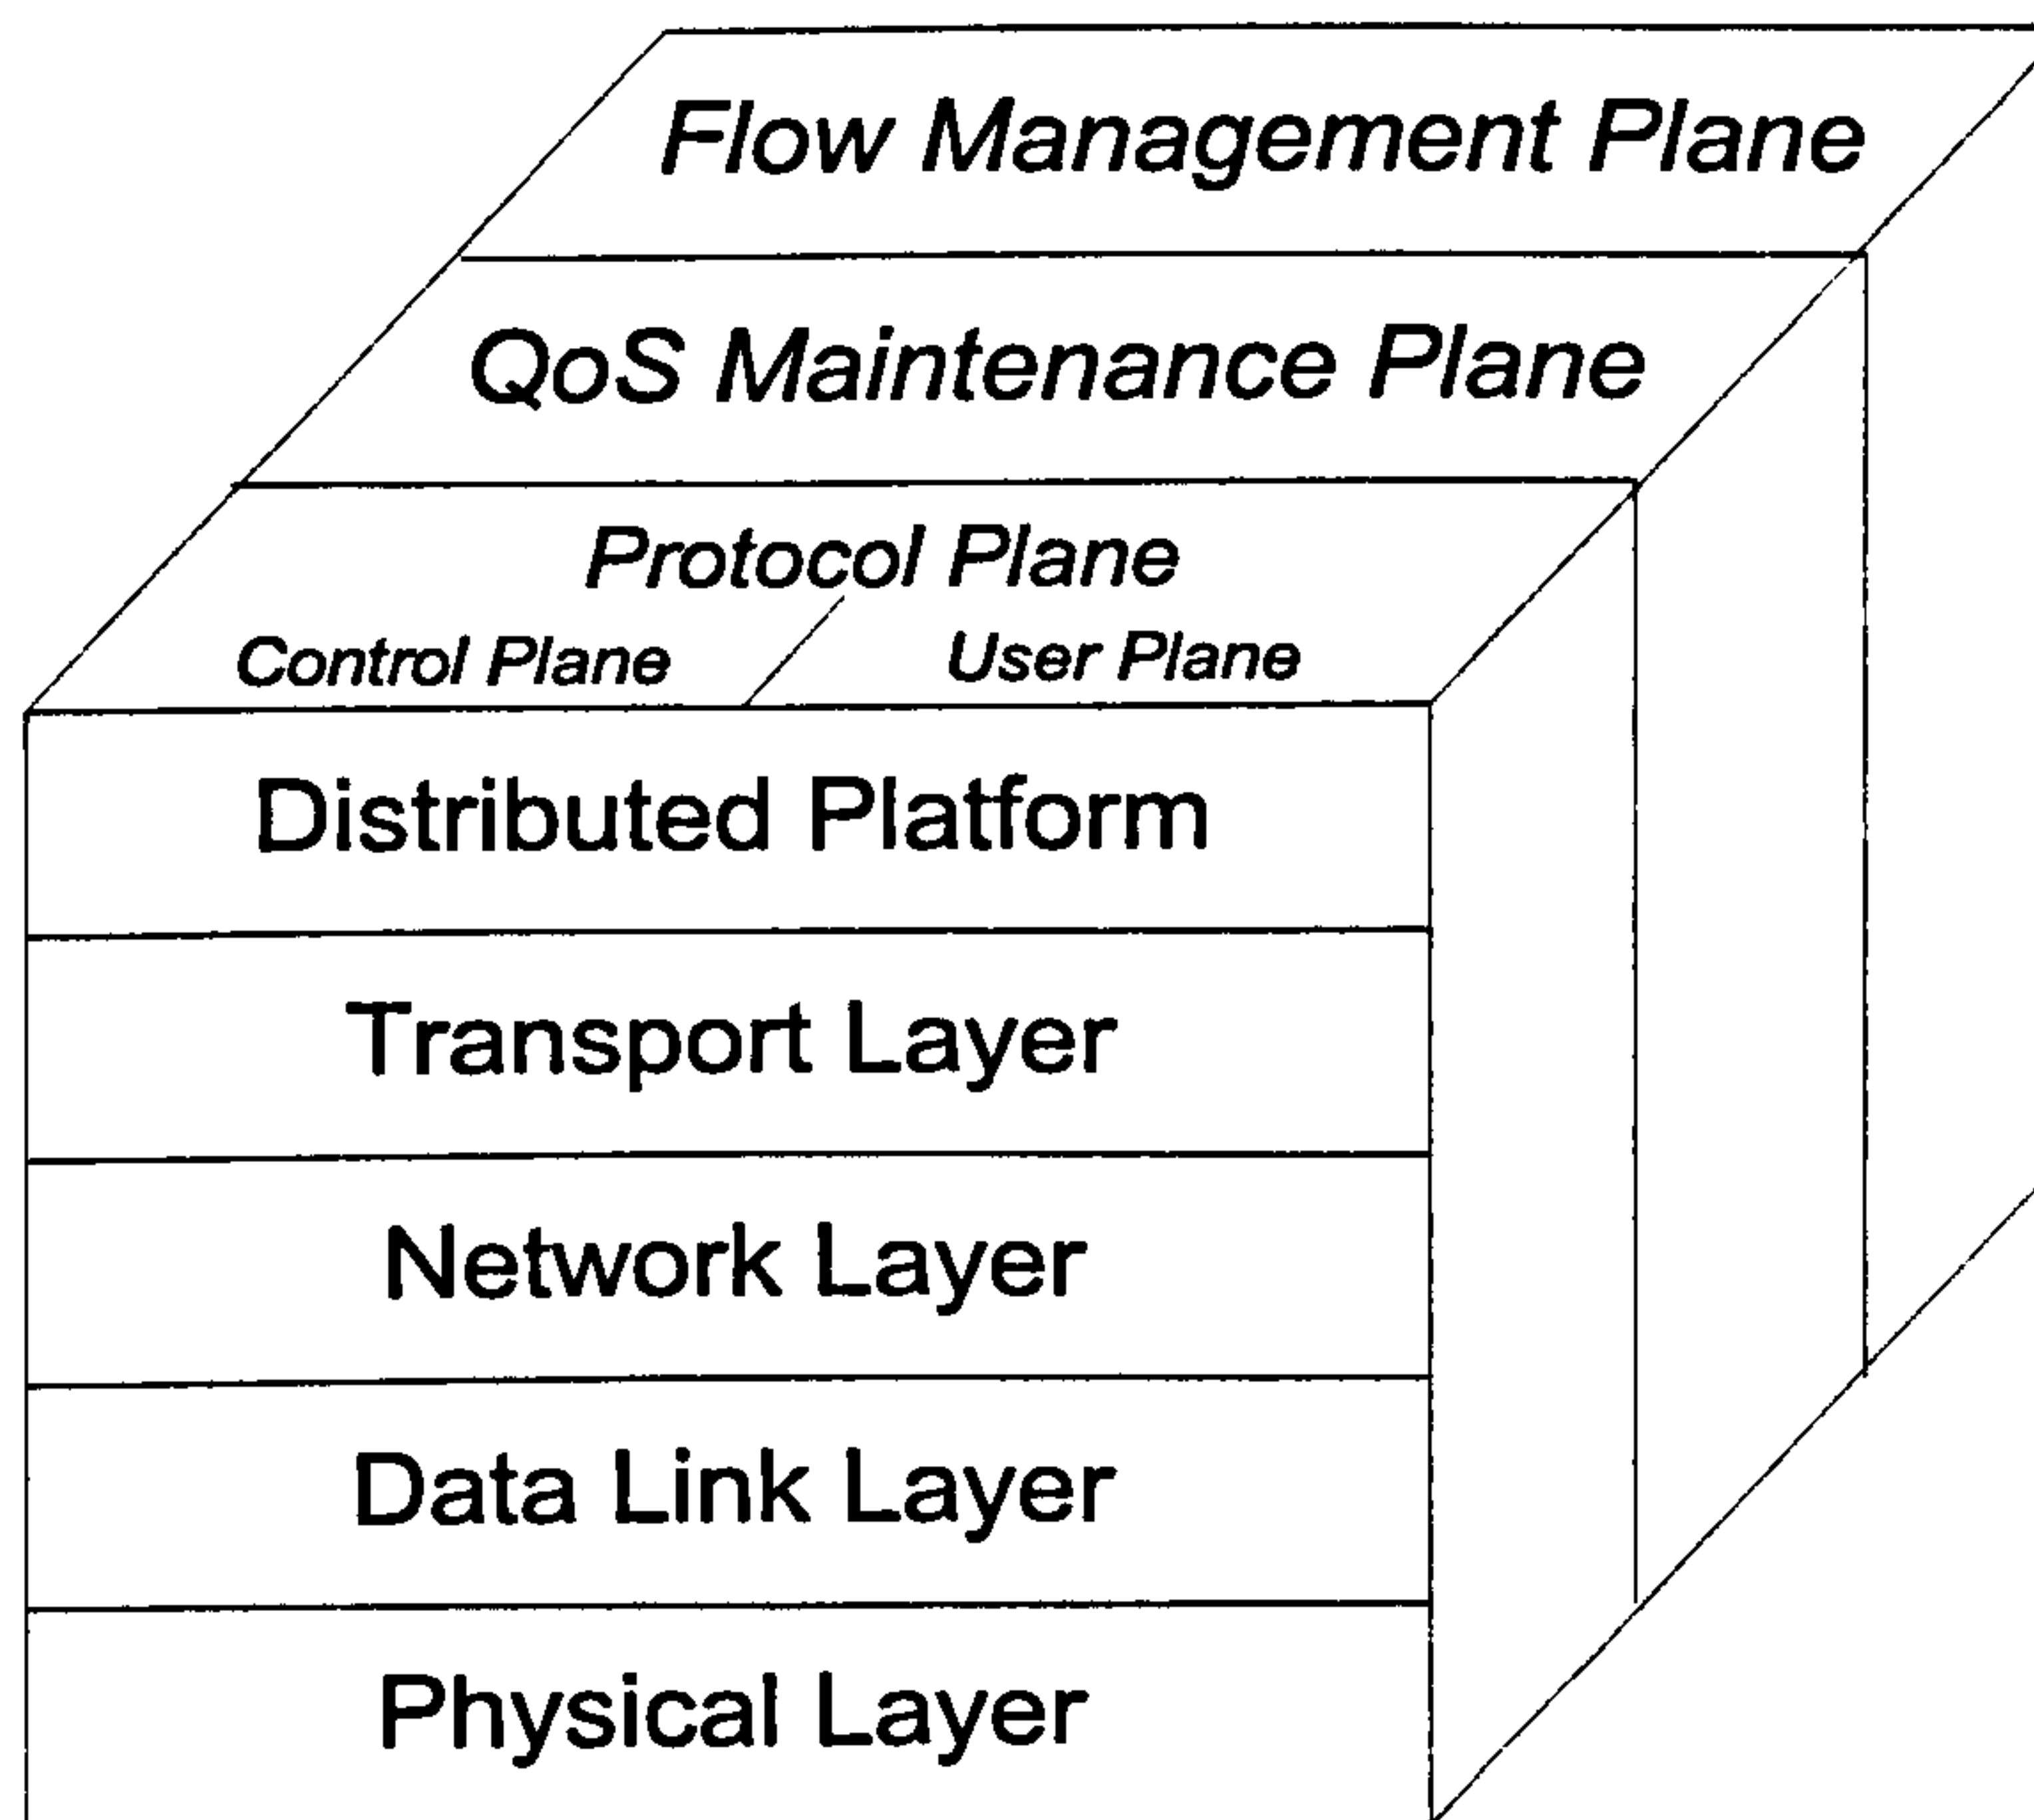 Flow Management Plane
QoS Maintenance Plane
Protocol Plane
Control Plane User Plane
Distributed Platform
Transport Layer
Network Layer
Data Link Layer
Physical Layer